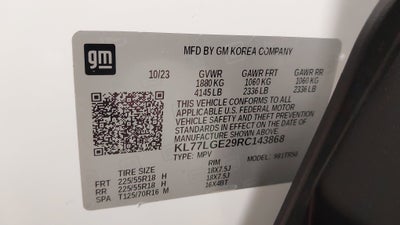 gm
MFD BY GM KOREA COMPANY
10/23 GVWR GAWR FRT GAWR RR
1880 KG 1060 KG 1060 KG
4145 LB 2336 LB 2336 LB
THIS VEHICLE CONFORMS TO ALL
APPLICABLE U.S. FEDERAL MOTOR
VEHICLE SAFETY AND THEFT PREVENTION
STANDARDS IN EFFECT ON THE DATE OF
MANUFACTURE SHOWN ABOVE.
KL77LGE29RC143868
TYPE: MPV MODEL:
TIRE SIZE RIM
FRT 225/55R18 H 18X7.5J
RR 225/55R18 H 18X7.5J
SPA T125/70R16 M 16X4BT